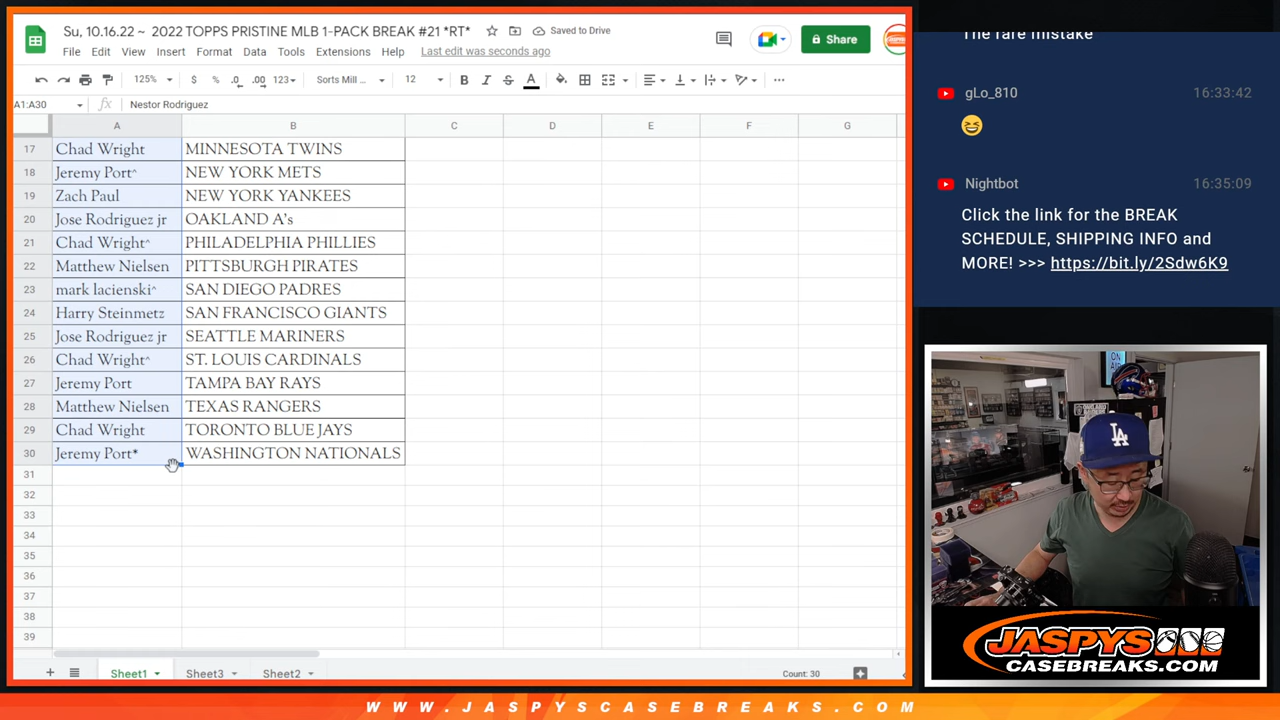 Su, 10.16.22 ~ 2022 TOPPS PRISTINE MLB 1-PACK BREAK #21 *RT*
Saved to Drive
Share
File Edit View Insert Format Data Tools Extensions Help Last edit was seconds ago
125% $ % .0 .00 123 Sorts Mill ... 12 B I S A
A1:A30 fx Nestor Rodriguez
A B C D E F G
17 Chad Wright MINNESOTA TWINS
18 Jeremy Port^ NEW YORK METS
19 Zach Paul NEW YORK YANKEES
20 Jose Rodriguez jr OAKLAND A's
21 Chad Wright^ PHILADELPHIA PHILLIES
22 Matthew Nielsen PITTSBURGH PIRATES
23 mark lacienski^ SAN DIEGO PADRES
24 Harry Steinmetz SAN FRANCISCO GIANTS
25 Jose Rodriguez jr SEATTLE MARINERS
26 Chad Wright^ ST. LOUIS CARDINALS
27 Jeremy Port TAMPA BAY RAYS
28 Matthew Nielsen TEXAS RANGERS
29 Chad Wright TORONTO BLUE JAYS
30 Jeremy Port* WASHINGTON NATIONALS
31
32
33
34
35
36
37
38
39
Sheet1 Sheet3 Sheet2 Count: 30
The rare mistake
gLo_810 16:33:42
Nightbot 16:35:09
Click the link for the BREAK
SCHEDULE, SHIPPING INFO and
MORE! >>> https://bit.ly/2Sdw6K9
ON
AIR
LA
JASPYS
CASEBREAKS.COM
WWW.JASPYSCASEBREAKS.COM